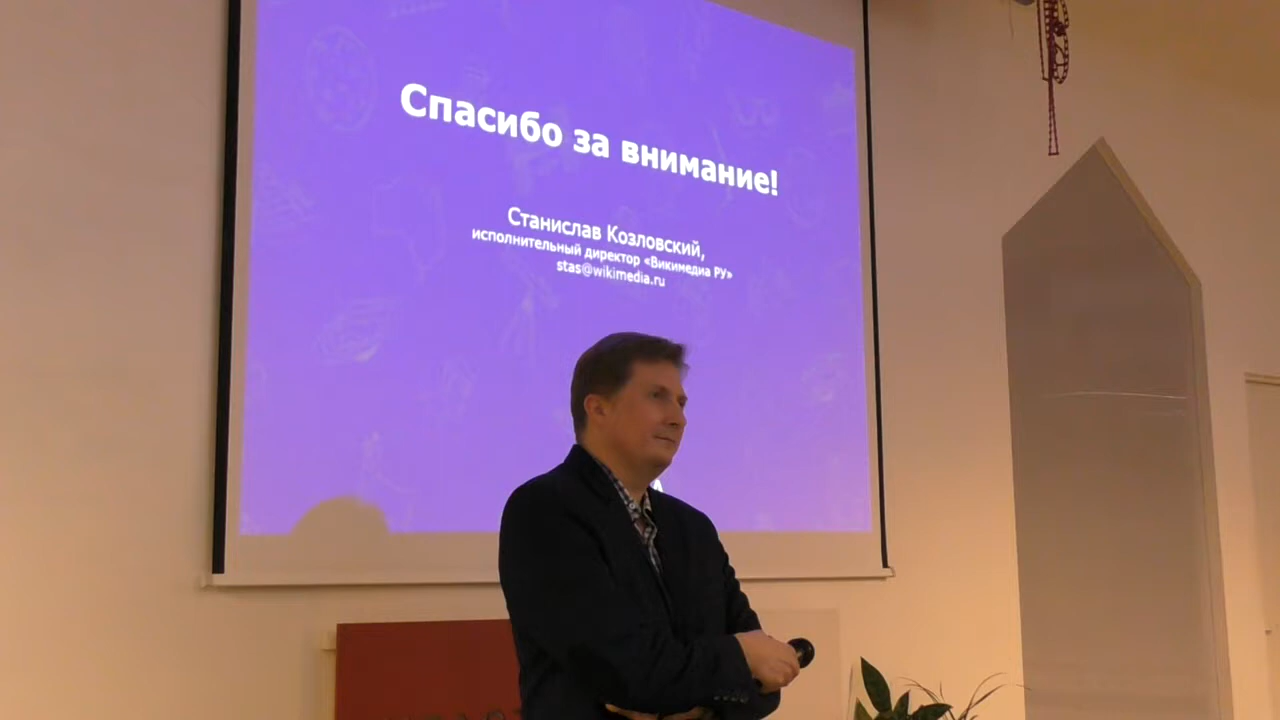 Спасибо за внимание!
Станислав Козловский,
исполнительный директор «Викимедиа РУ»
stas@wikimedia.ru